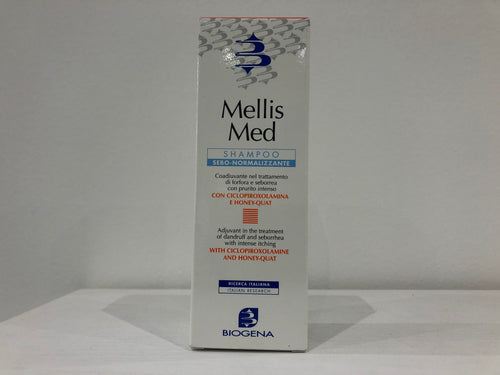 Mellis
Med
SHAMPOO
SEBO-NORMALIZZANTE
Coadiuvante nel trattamento
di forfora e seborrea
con prurito intenso
CON CICLOPIROXOLAMINA
E HONEY-QUAT
Adjuvant in the treatment
of dandruff and seborrhea
with intense itching
WITH CICLOPIROXOLAMINE
AND HONEY-QUAT
RICERCA ITALIANA
ITALIAN RESEARCH
BIOGENA